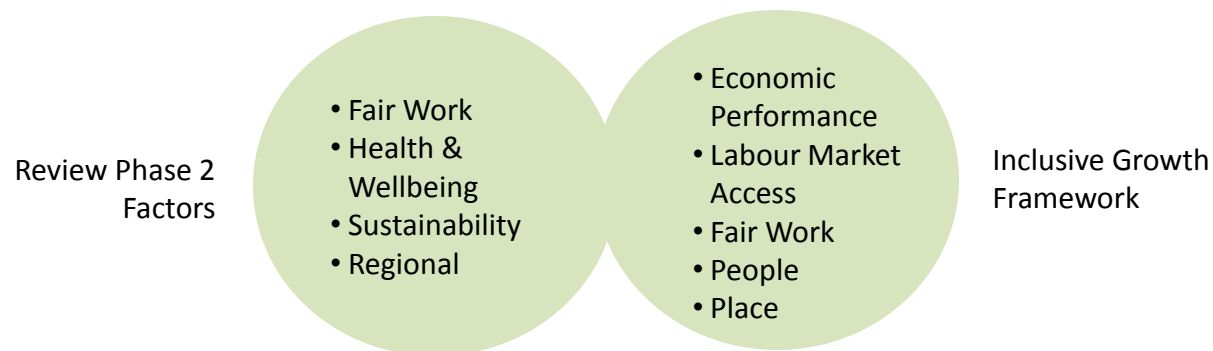 Review Phase 2
Factors
• Fair Work
• Health &
Wellbeing
• Sustainability
• Regional
• Economic
Performance
• Labour Market
Access
• Fair Work
• People
• Place
Inclusive Growth
Framework